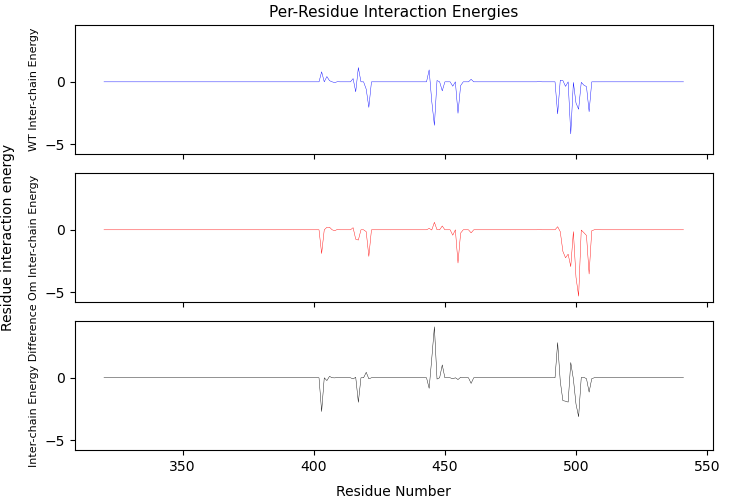 Per-Residue Interaction Energies
Residue interaction energy
WT Inter-chain Energy
0
−5
Om Inter-chain Energy
0
−5
Inter-chain Energy Difference
0
−5
350
400
450
500
550
Residue Number